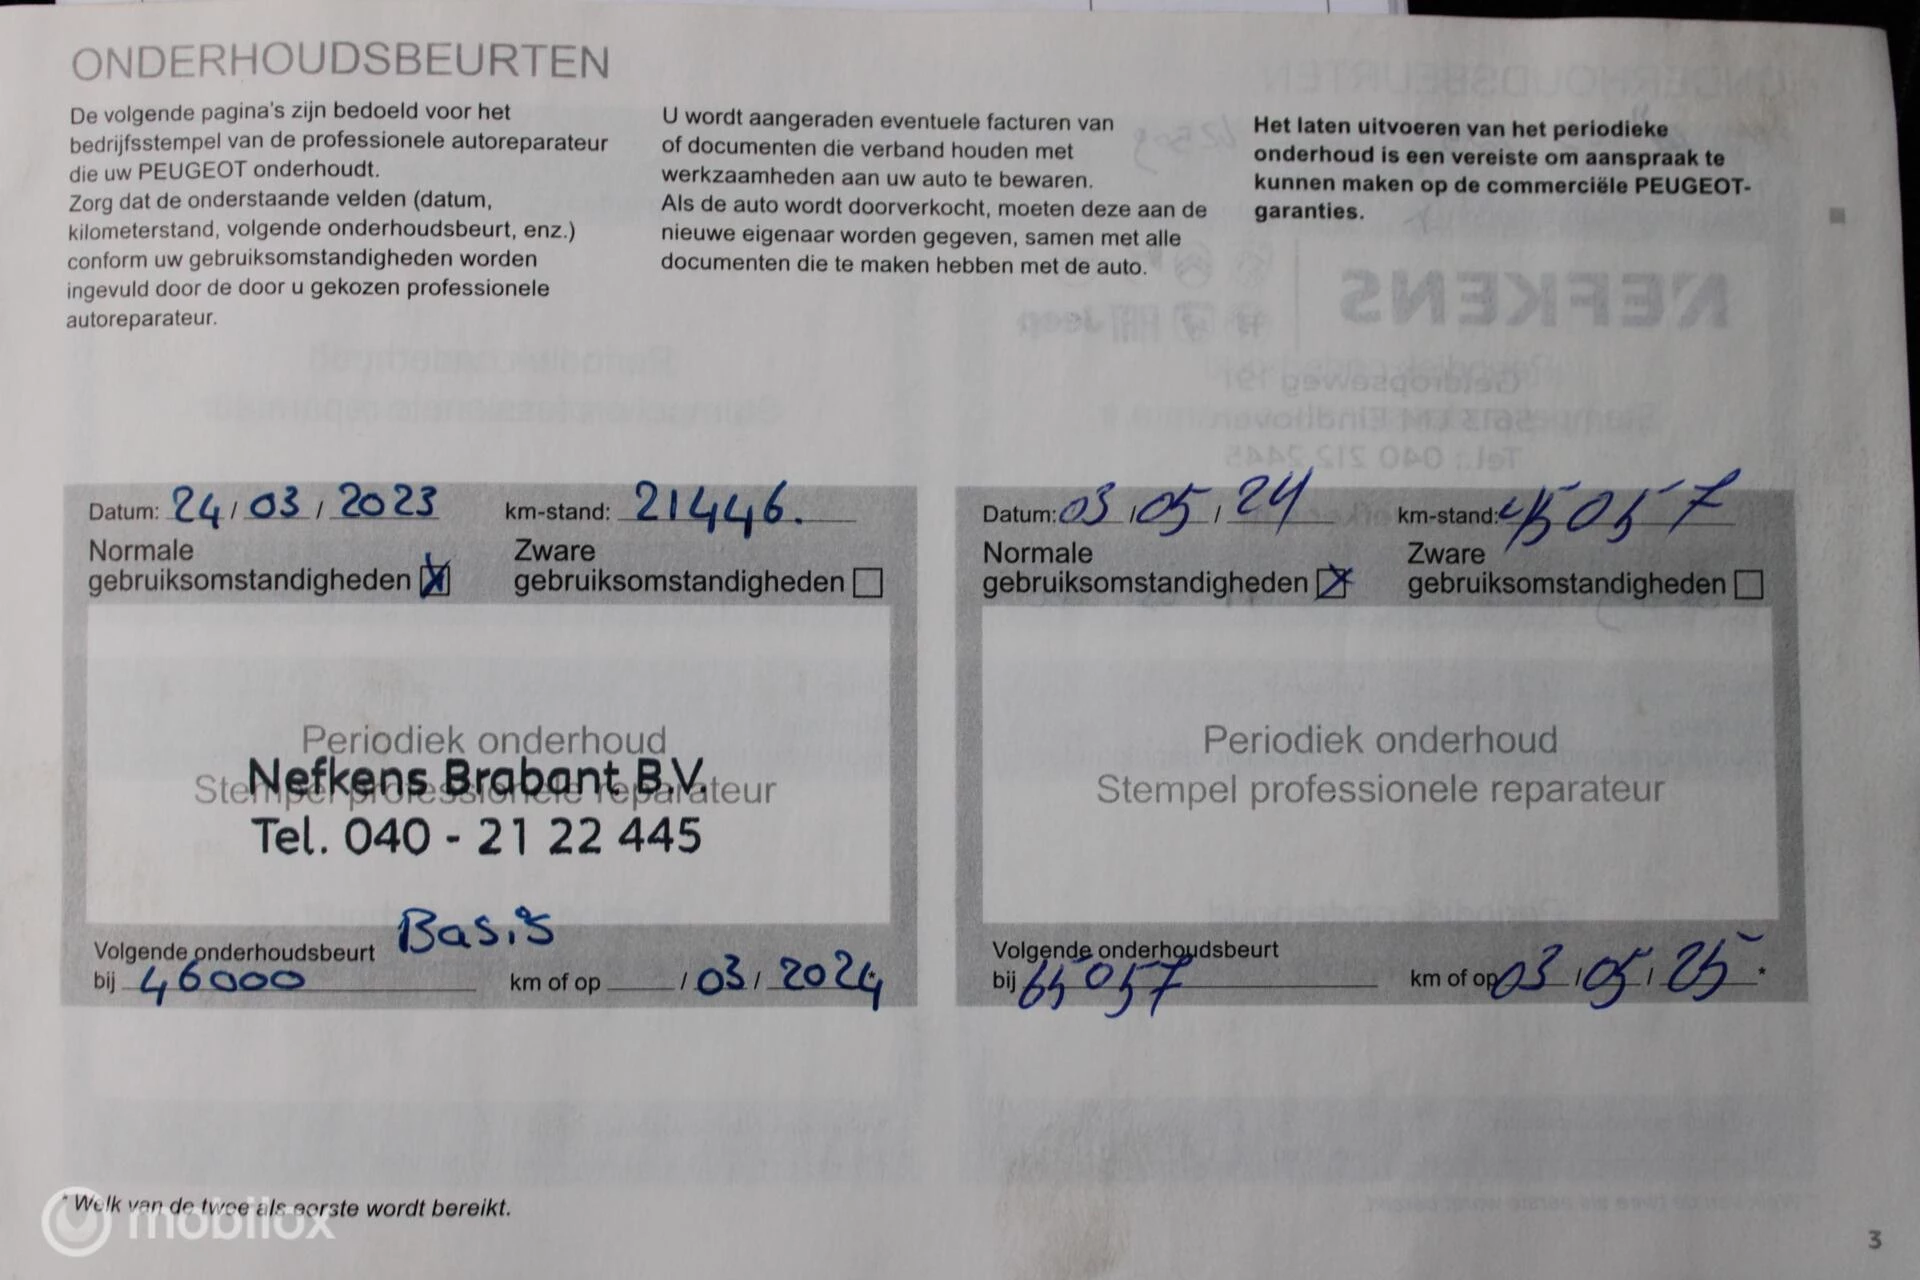 ONDERHOUDSBEURTEN
De volgende pagina's zijn bedoeld voor het
bedrijfsstempel van de professionele autoreparateur
die uw PEUGEOT onderhoudt.
Zorg dat de onderstaande velden (datum,
kilometerstand, volgende onderhoudsbeurt, enz.)
conform uw gebruiksomstandigheden worden
ingevuld door de door u gekozen professionele
autoreparateur.
U wordt aangeraden eventuele facturen van
of documenten die verband houden met
werkzaamheden aan uw auto te bewaren.
Als de auto wordt doorverkocht, moeten deze aan de
nieuwe eigenaar worden gegeven, samen met alle
documenten die te maken hebben met de auto.
Het laten uitvoeren van het periodieke
onderhoud is een vereiste om aanspraak te
kunnen maken op de commerciële PEUGEOT-
garanties.
Datum: 24 / 03 / 2023 km-stand: 21446.
Normale
gebruiksomstandigheden
Zware
gebruiksomstandigheden
Periodiek onderhoud
Stempel professionele reparateur
Nefkens Brabant B.V.
Tel. 040 - 21 22 445
Basis
Volgende onderhoudsbeurt
bij 46000 km of op / 03 / 2024 *
Datum: 03 / 05 / 24 km-stand: 45057
Normale
gebruiksomstandigheden
Zware
gebruiksomstandigheden
Periodiek onderhoud
Stempel professionele reparateur
Volgende onderhoudsbeurt
bij 65057 km of op 03 / 05 / 25 *
* Welk van de twee als eerste wordt bereikt.
mobilox
3